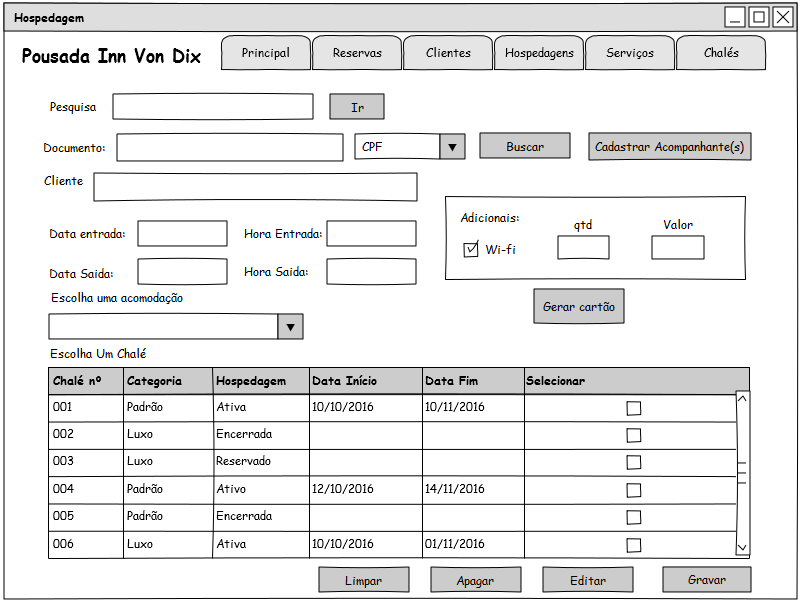 Hospedagem
Pousada Inn Von Dix
Principal Reservas Clientes Hospedagens Serviços Chalés
Pesquisa Ir
Documento: CPF Buscar Cadastrar Acompanhante(s)
Cliente
Adicionais: qtd Valor
Data entrada: Hora Entrada: Wi-fi
Data Saida: Hora Saida:
Escolha uma acomodação Gerar cartão
Escolha Um Chalé
Chalé nº Categoria Hospedagem Data Início Data Fim Selecionar
001 Padrão Ativa 10/10/2016 10/11/2016
002 Luxo Encerrada
003 Luxo Reservado
004 Padrão Ativo 12/10/2016 14/11/2016
005 Padrão Encerrada
006 Luxo Ativa 10/10/2016 01/11/2016
Limpar Apagar Editar Gravar